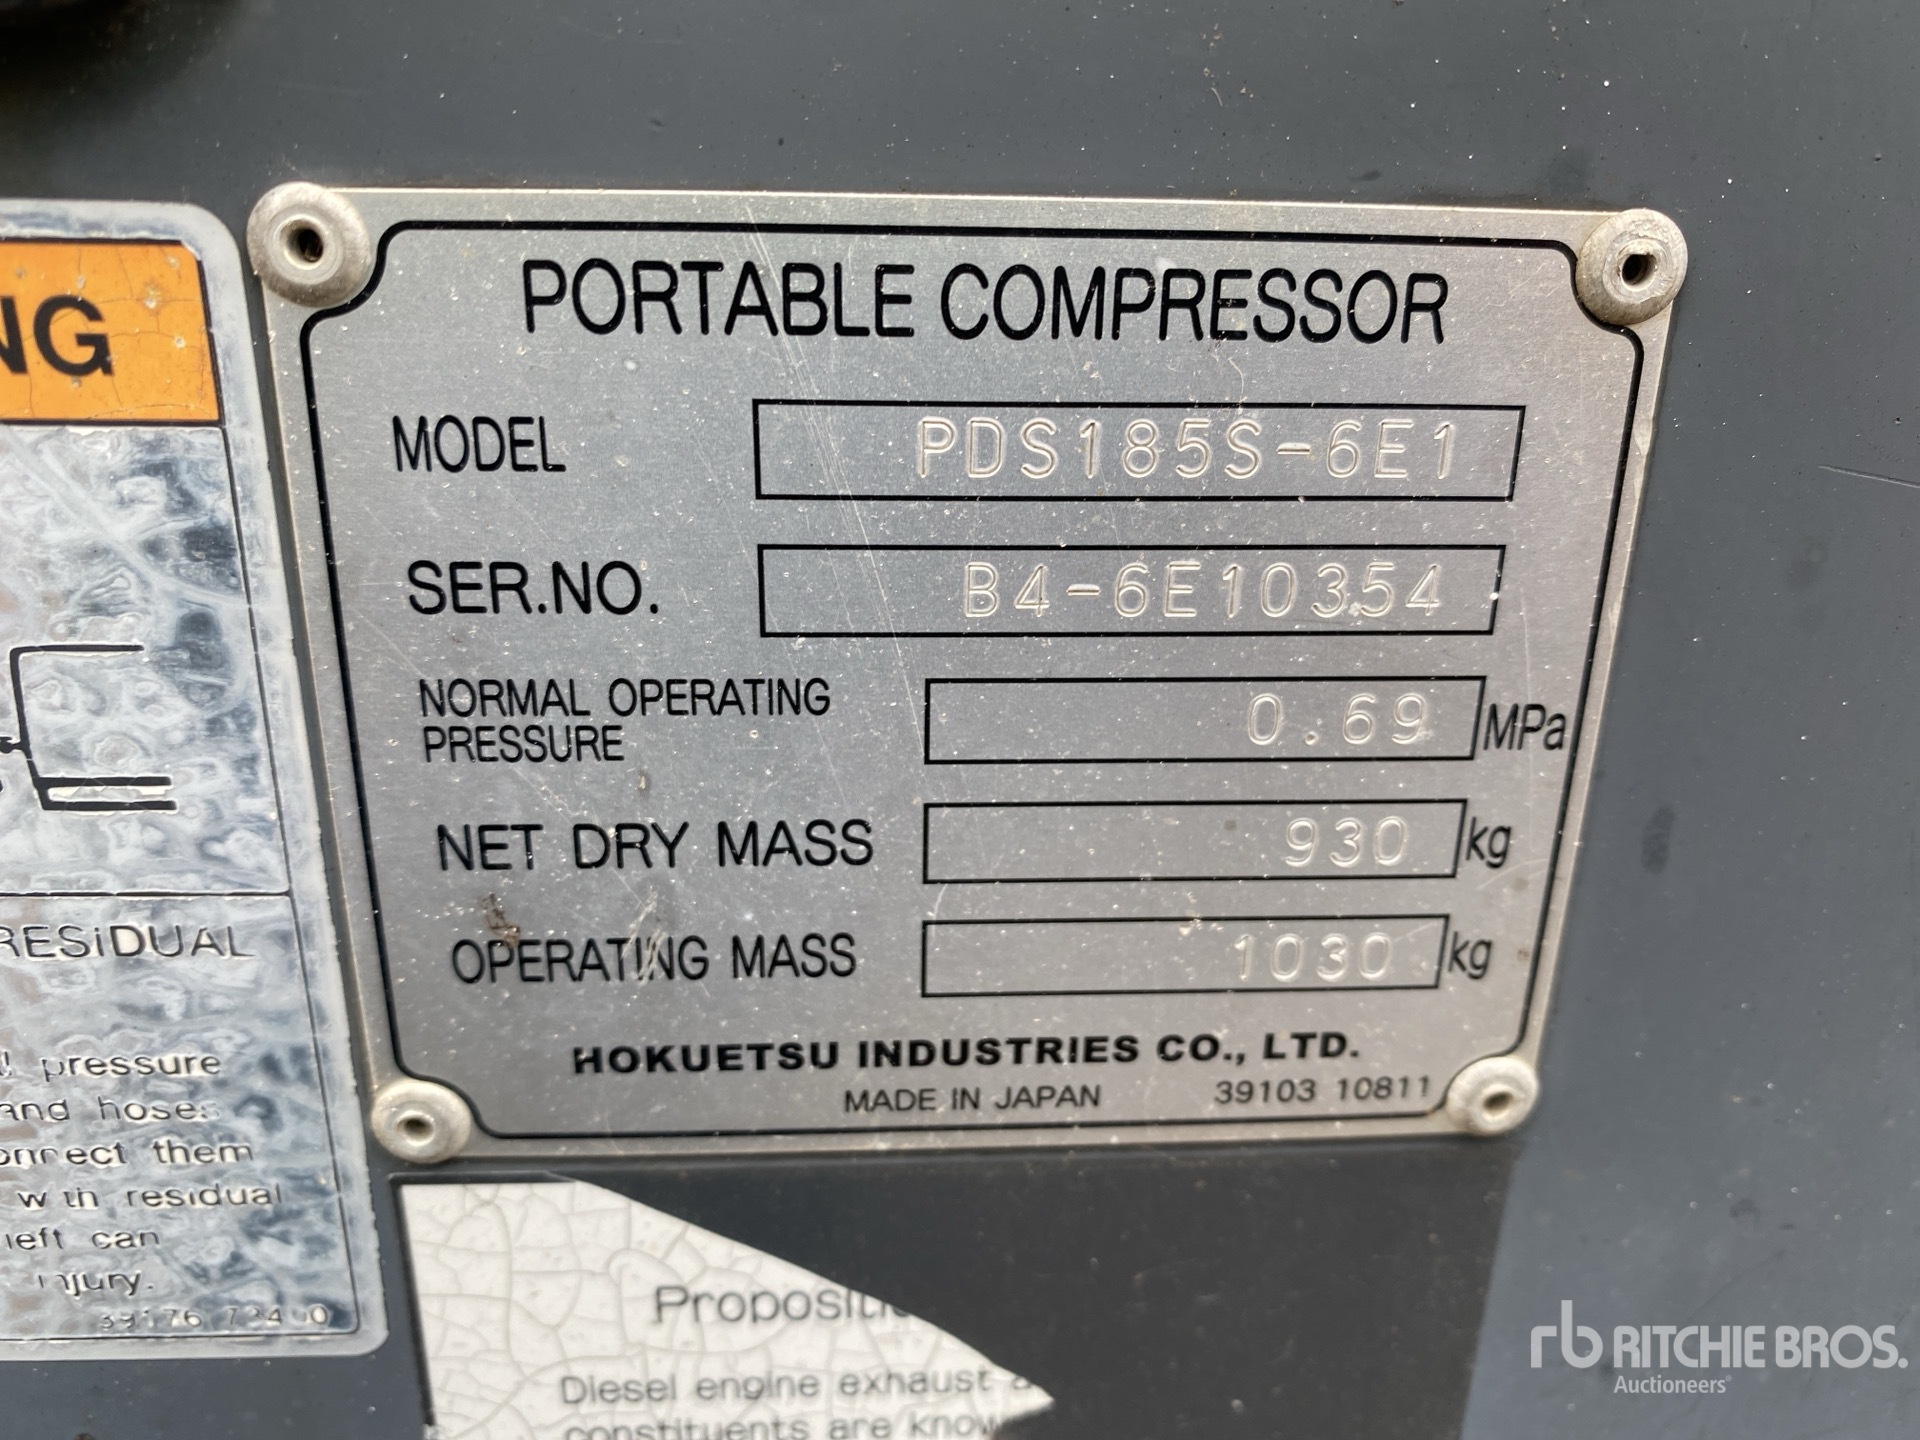 NG
RESiDUAL
pressure
and hoses
onnect them
with residual
left can
injury.
PORTABLE COMPRESSOR
MODEL PDS185S-6E1
SER.NO. B4-6E10354
NORMAL OPERATING
PRESSURE 0.69 MPa
NET DRY MASS 930 kg
OPERATING MASS 1030 kg
HOKUETSU INDUSTRIES CO., LTD.
MADE IN JAPAN 39103 10811
Propositi
Diesel engine exhaust
constituents are know
rb RITCHIE BROS.
Auctioneers